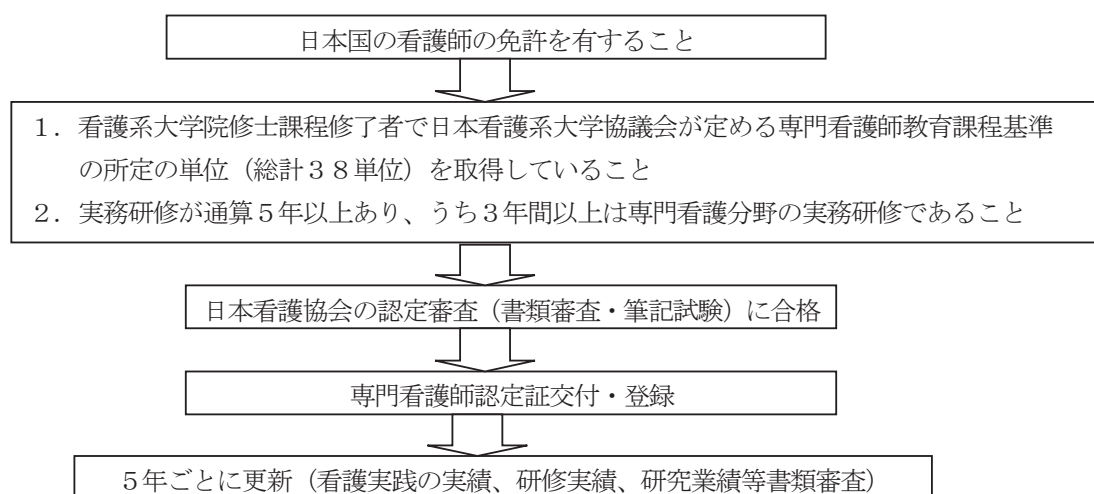 日本国の看護師の免許を有すること
１．看護系大学院修士課程修了者で日本看護系大学協議会が定める専門看護師教育課程基準
の所定の単位（総計３８単位）を取得していること
２．実務研修が通算５年以上あり、うち３年間以上は専門看護分野の実務研修であること
日本看護協会の認定審査（書類審査・筆記試験）に合格
専門看護師認定証交付・登録
５年ごとに更新（看護実践の実績、研修実績、研究業績等書類審査）